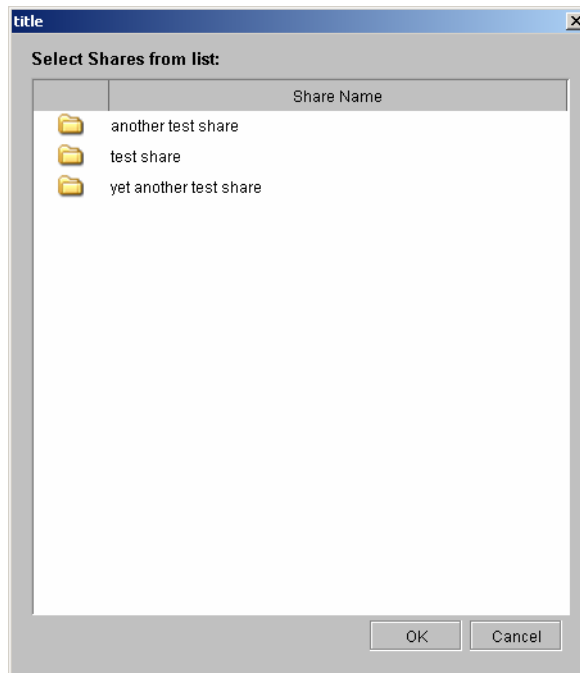 title
Select Shares from list:
Share Name
another test share
test share
yet another test share
OK
Cancel